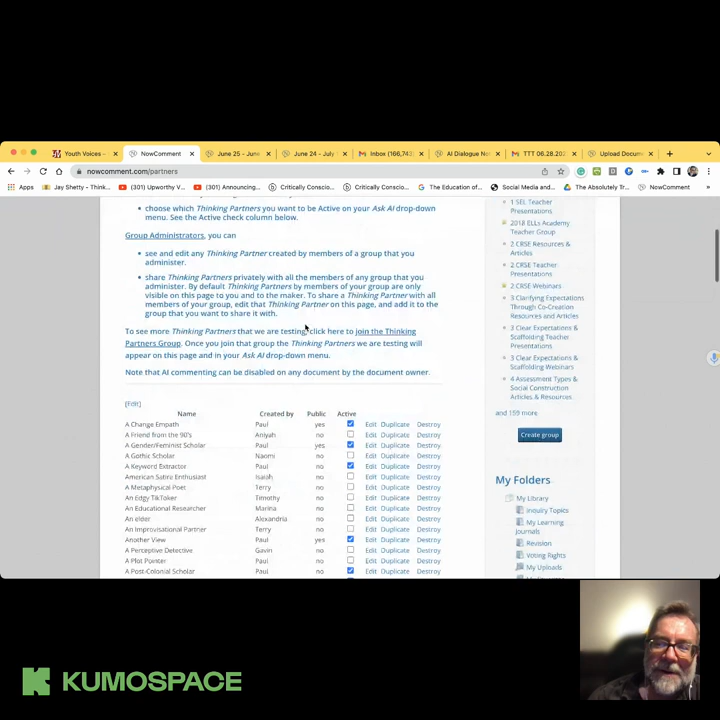 Youth Voices -
NowComment
June 25 - June
June 24 - July
Inbox (166,743
AI Dialogue No
TTT 06.28.202
Upload Docum
nowcomment.com/partners
Apps
Jay Shetty - Think...
(301) Upworthy V...
(301) Announcing...
Critically Conscio...
Critically Conscio...
The Education of...
Social Media and...
The Absolutely Tr...
NowComment
choose which Thinking Partners you want to be Active on your Ask AI drop-down
menu. See the Active check column below.
Group Administrators, you can
see and edit any Thinking Partner created by members of a group that you
administer.
share Thinking Partners privately with all the members of any group that you
administer. By default Thinking Partners by members of your group are only
visible on this page to you and to the maker. To share a Thinking Partner with all
members of your group, edit that Thinking Partner on this page, and add it to the
group that you want to share it with.
To see more Thinking Partners that we are testing, click here to Join the Thinking
Partners Group. Once you join that group the Thinking Partners we are testing will
appear on this page and in your Ask AI drop-down menu.
Note that AI commenting can be disabled on any document by the document owner.
[Edit]
Name Created by Public Active
A Change Empath Paul yes Edit Duplicate Destroy
A Friend from the 90's Aniyah no Edit Duplicate Destroy
A Gender/Feminist Scholar Paul yes Edit Duplicate Destroy
A Gothic Scholar Naomi no Edit Duplicate Destroy
A Keyword Extractor Paul yes Edit Duplicate Destroy
American Satire Enthusiast Isaiah no Edit Duplicate Destroy
A Metaphysical Poet Terry no Edit Duplicate Destroy
An Edgy TikToker Timothy no Edit Duplicate Destroy
An Educational Researcher Marina no Edit Duplicate Destroy
An elder Alexandria no Edit Duplicate Destroy
An Improvisational Partner Terry no Edit Duplicate Destroy
Another View Paul yes Edit Duplicate Destroy
A Perceptive Detective Gavin no Edit Duplicate Destroy
A Plot Pointer Paul no Edit Duplicate Destroy
A Post-Colonial Scholar Paul no Edit Duplicate Destroy
1 SEL Teacher
Presentations
2018 ELLs Academy
Teacher Group
2 CRSE Resources &
Articles
2 CRSE Teacher
Presentations
2 CRSE Webinars
3 Clarifying Expectations
Through Co-Creation
Resources and Articles
3 Clear Expectations &
Scaffolding Teacher
Presentations
3 Clear Expectations &
Scaffolding Webinars
4 Assessment Types &
Social Construction
Articles & Resources
and 159 more
Create group
My Folders
My Library
Inquiry Topics
My Learning
Journals
Revision
Voting Rights
My Uploads
KUMOSPACE